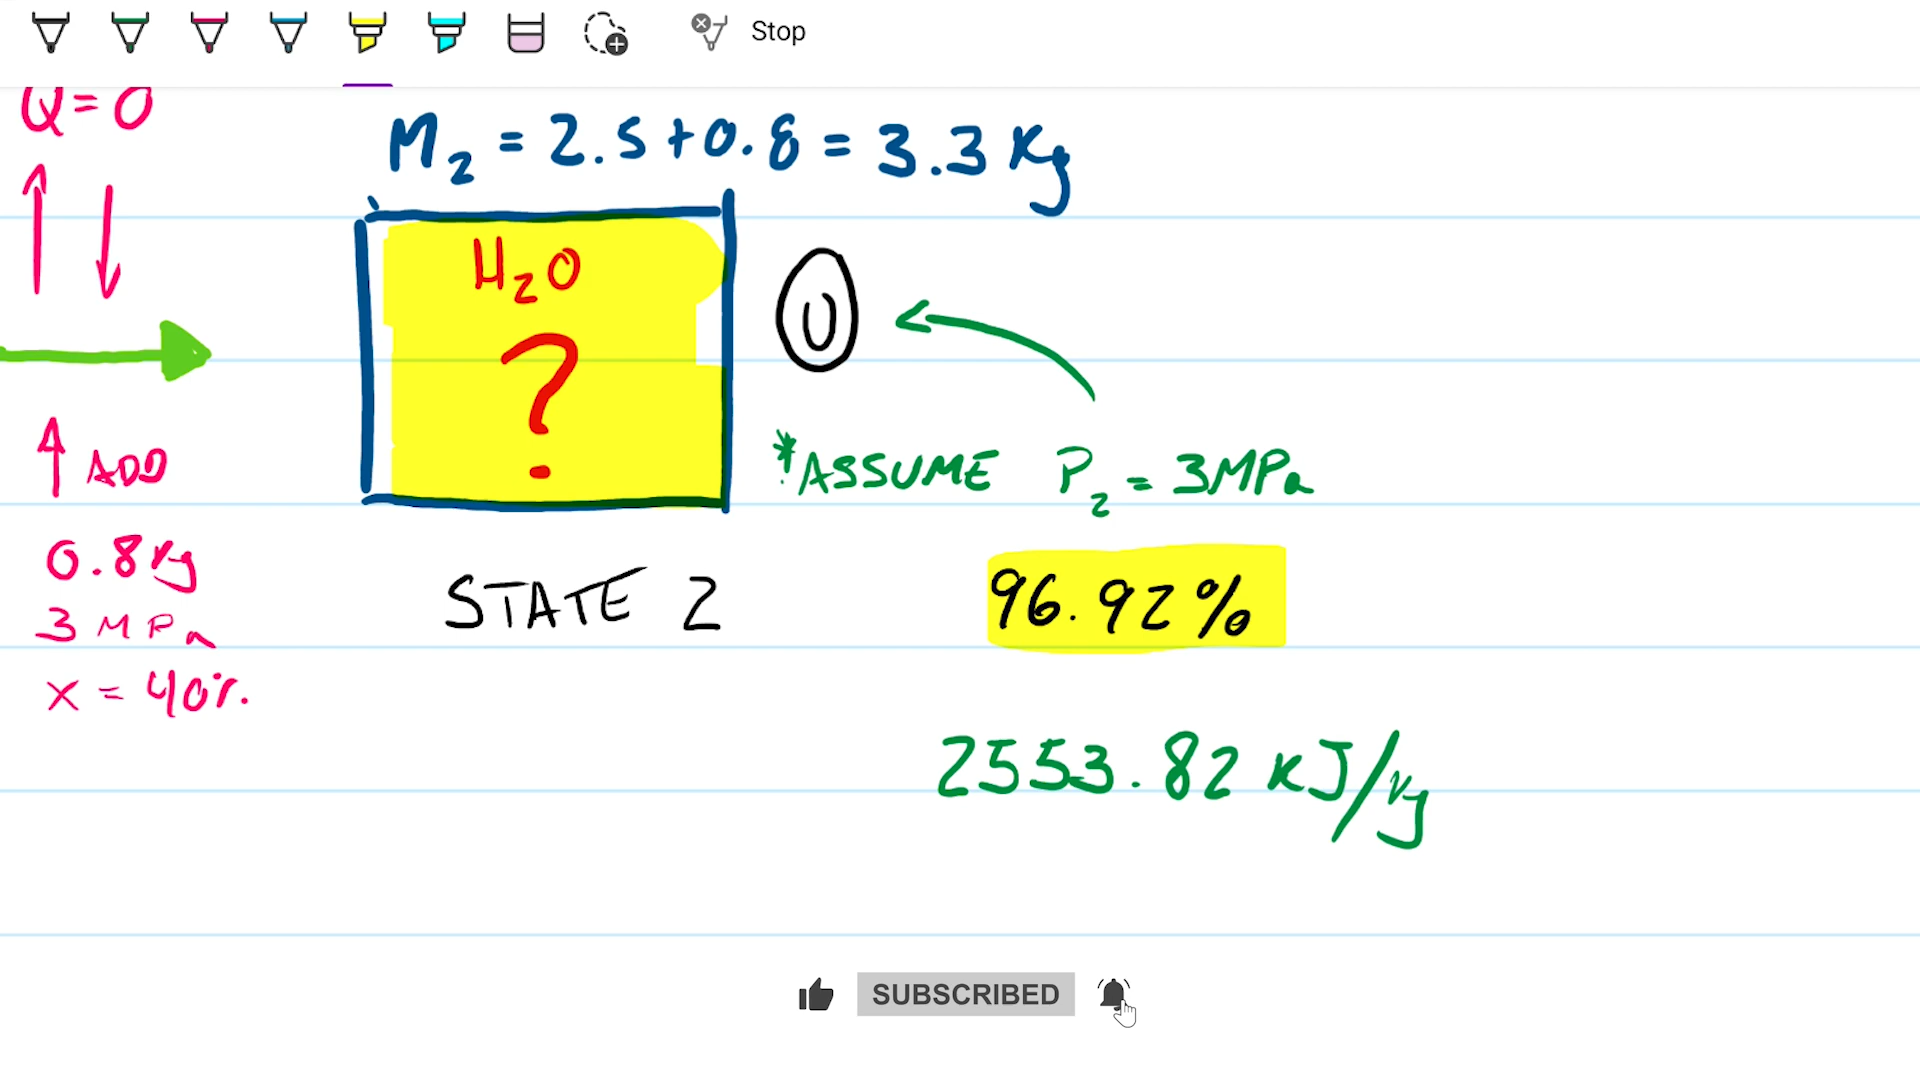 Stop
Q = 0
M2 = 2.5 + 0.8 = 3.3 Kg
H2O
?
U
ADD
0.8 Kg
3 MPa
x = 40%
*ASSUME P2 = 3MPa
STATE 2
96.92%
2553.82 KJ/Kg
SUBSCRIBED